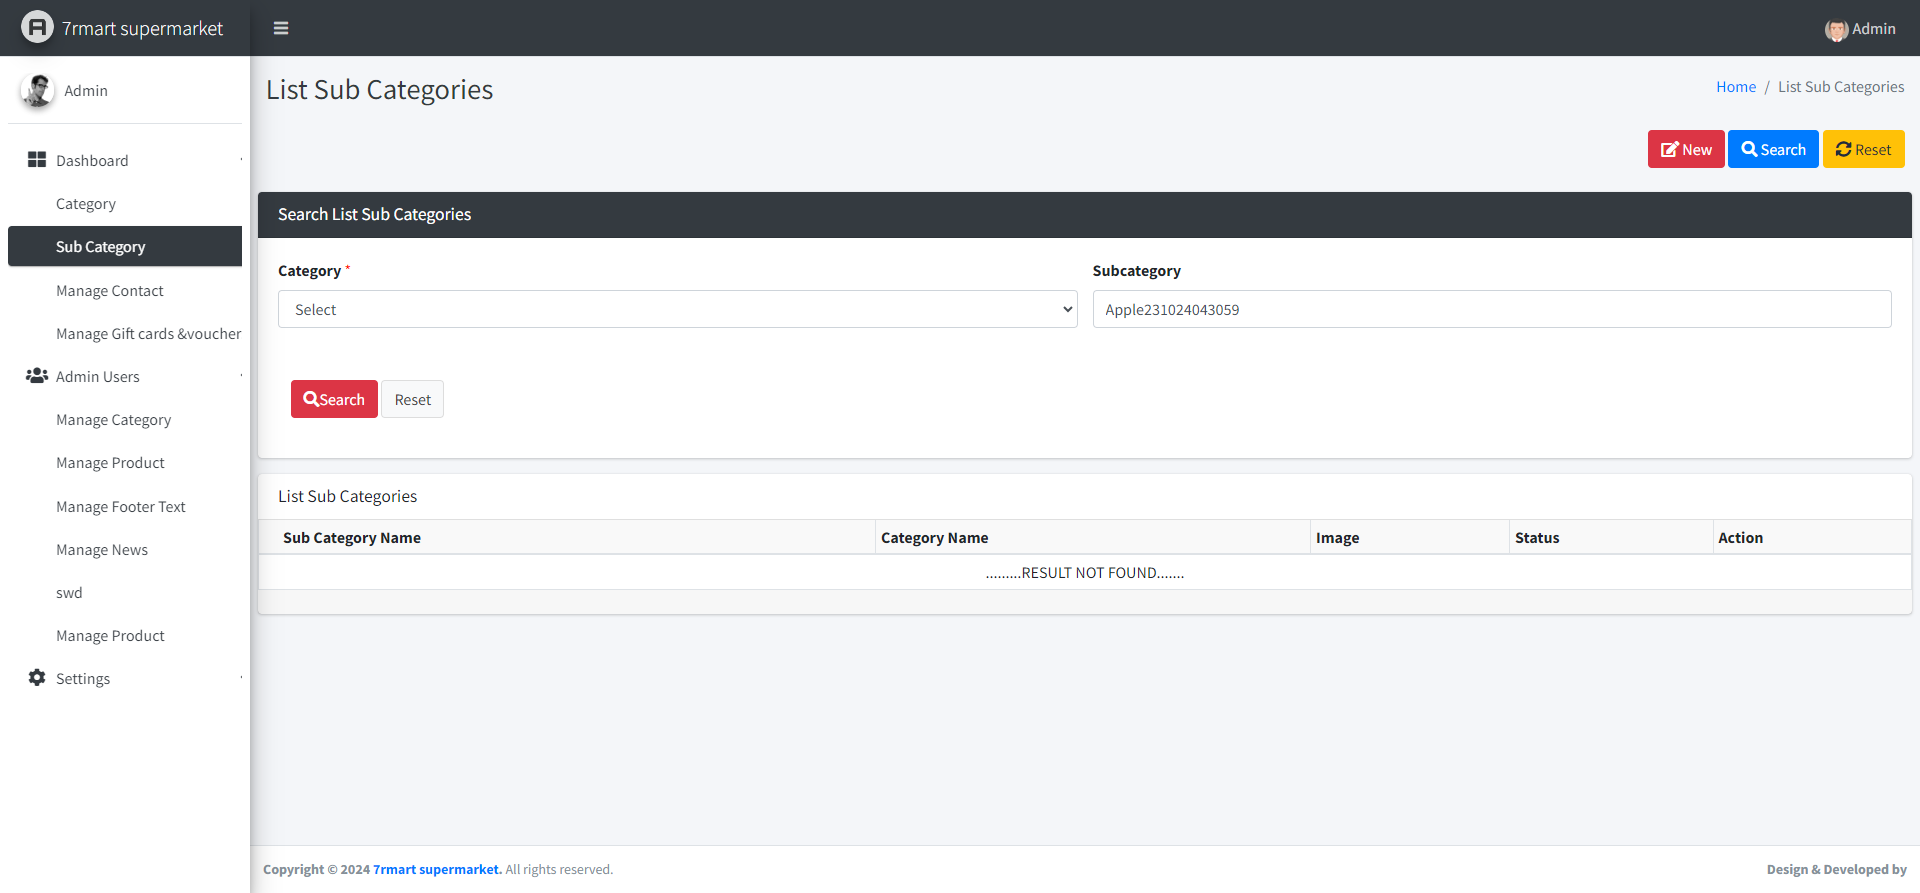 7rmart supermarket
Admin
Admin
List Sub Categories
Home / List Sub Categories
New
Search
Reset
Dashboard
Category
Sub Category
Manage Contact
Manage Gift cards &voucher
Admin Users
Manage Category
Manage Product
Manage Footer Text
Manage News
swd
Manage Product
Settings
Search List Sub Categories
Category *
Select
Subcategory
Apple231024043059
Search
Reset
List Sub Categories
Sub Category Name Category Name Image Status Action
.........RESULT NOT FOUND.......
Copyright © 2024 7rmart supermarket. All rights reserved.
Design & Developed by